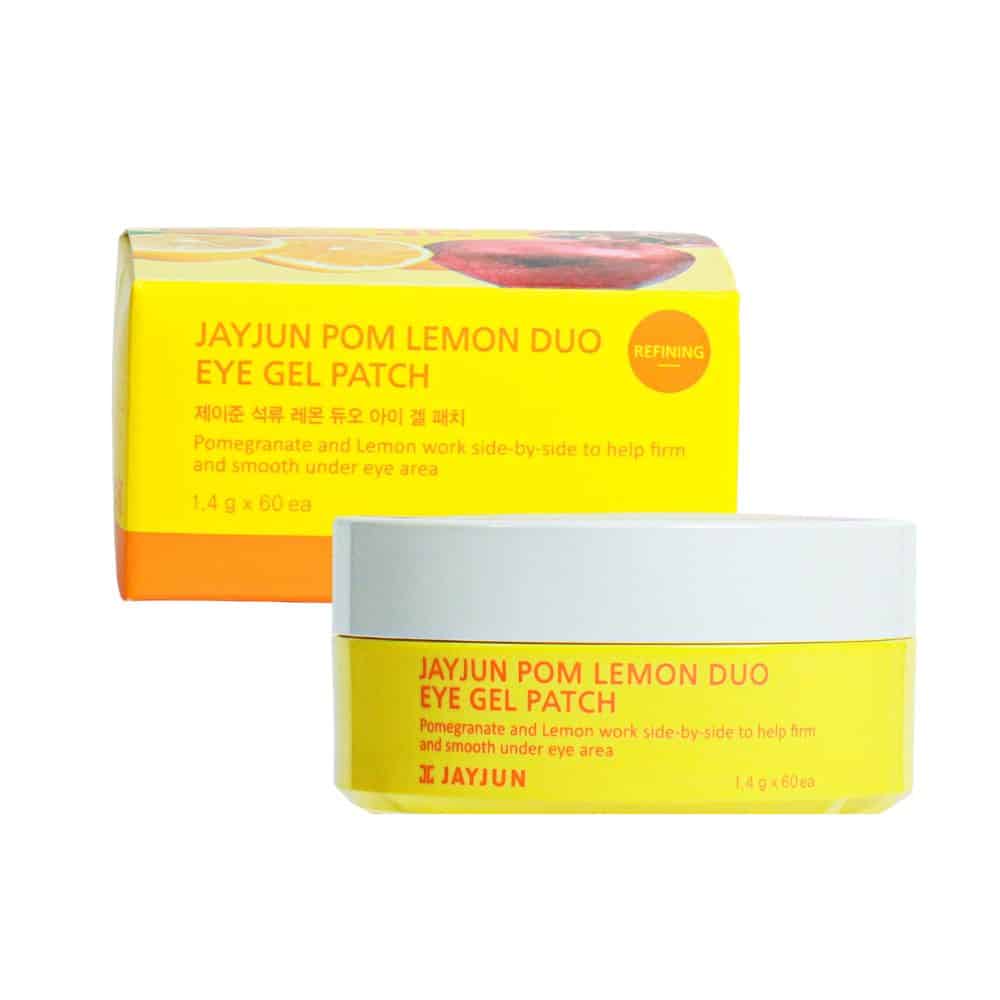 JAYJUN POM LEMON DUO
EYE GEL PATCH
REFINING
제이준 석류 레몬 듀오 아이 겔 패치
Pomegranate and Lemon work side-by-side to help firm
and smooth under eye area
1,4 g x 60 ea
JAYJUN POM LEMON DUO
EYE GEL PATCH
Pomegranate and Lemon work side-by-side to help firm
and smooth under eye area
JAYJUN
1,4 g x 60 ea